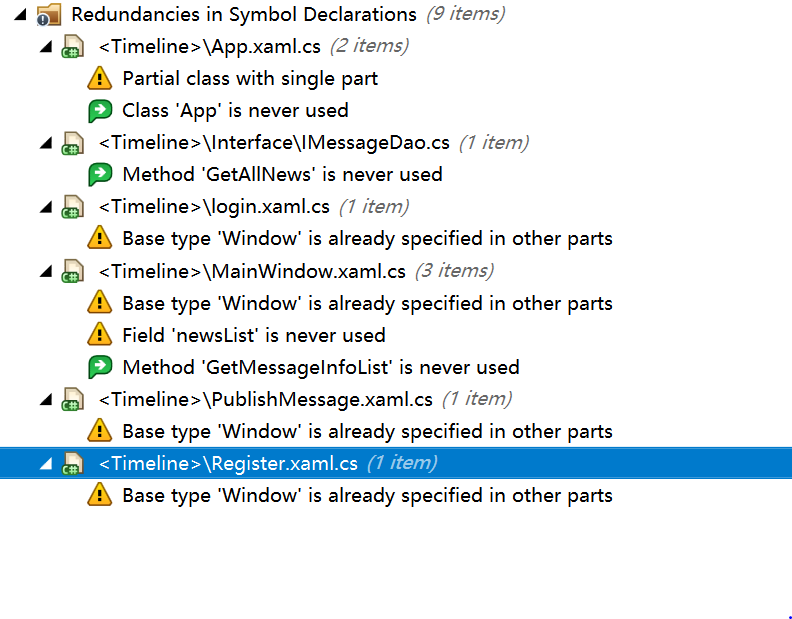 Redundancies in Symbol Declarations (9 items)
<Timeline>\App.xaml.cs (2 items)
Partial class with single part
Class 'App' is never used
<Timeline>\Interface\IMessageDao.cs (1 item)
Method 'GetAllNews' is never used
<Timeline>\login.xaml.cs (1 item)
Base type 'Window' is already specified in other parts
<Timeline>\MainWindow.xaml.cs (3 items)
Base type 'Window' is already specified in other parts
Field 'newsList' is never used
Method 'GetMessageInfoList' is never used
<Timeline>\PublishMessage.xaml.cs (1 item)
Base type 'Window' is already specified in other parts
<Timeline>\Register.xaml.cs (1 item)
Base type 'Window' is already specified in other parts